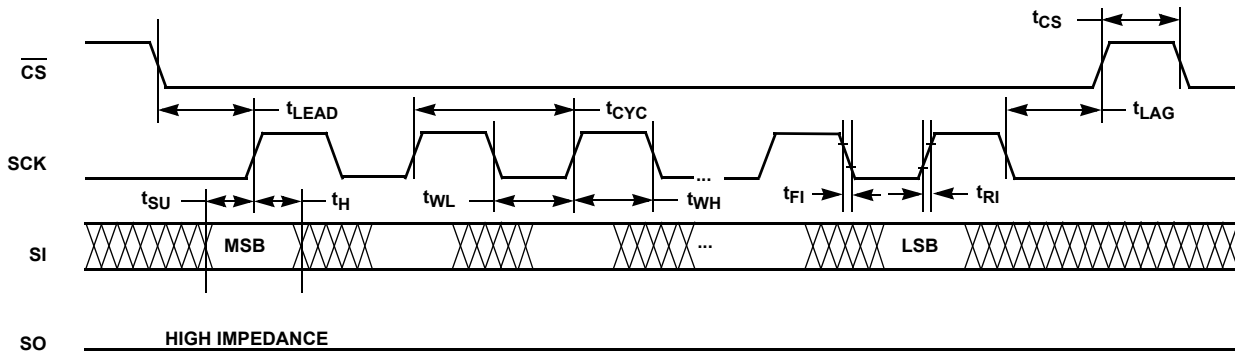 tCS
CS
tLEAD
tCYC
tLAG
SCK
...
tSU
tH
tWL
tWH
tFI
tRI
SI
MSB
...
LSB
SO
HIGH IMPEDANCE